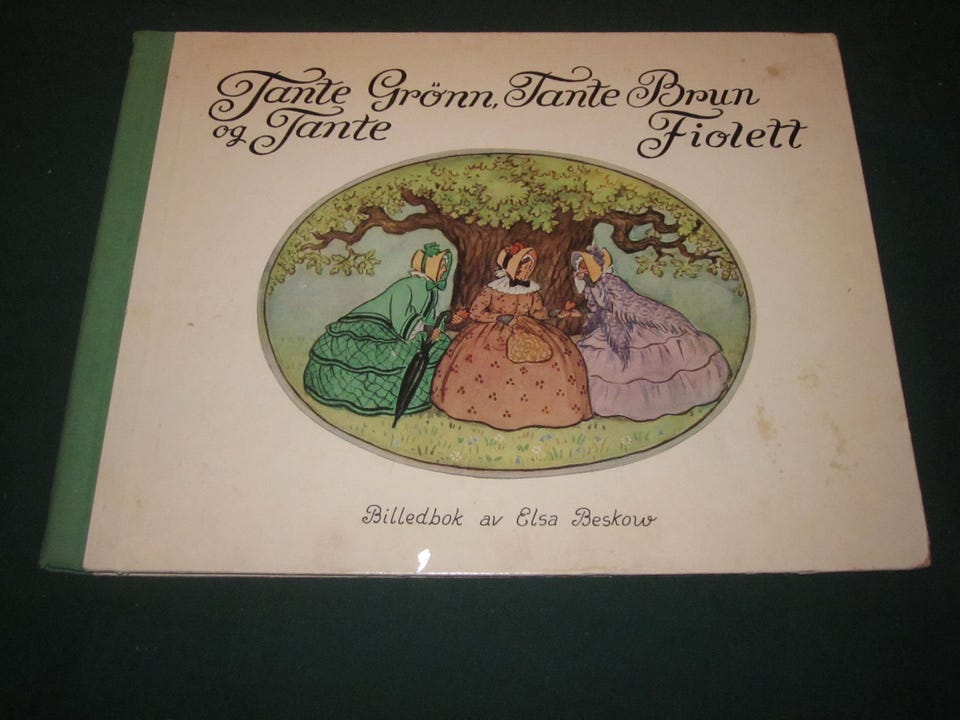 Tante Grönn, Tante Brun
og Tante Fiolett
Billedbok av Elsa Beskow